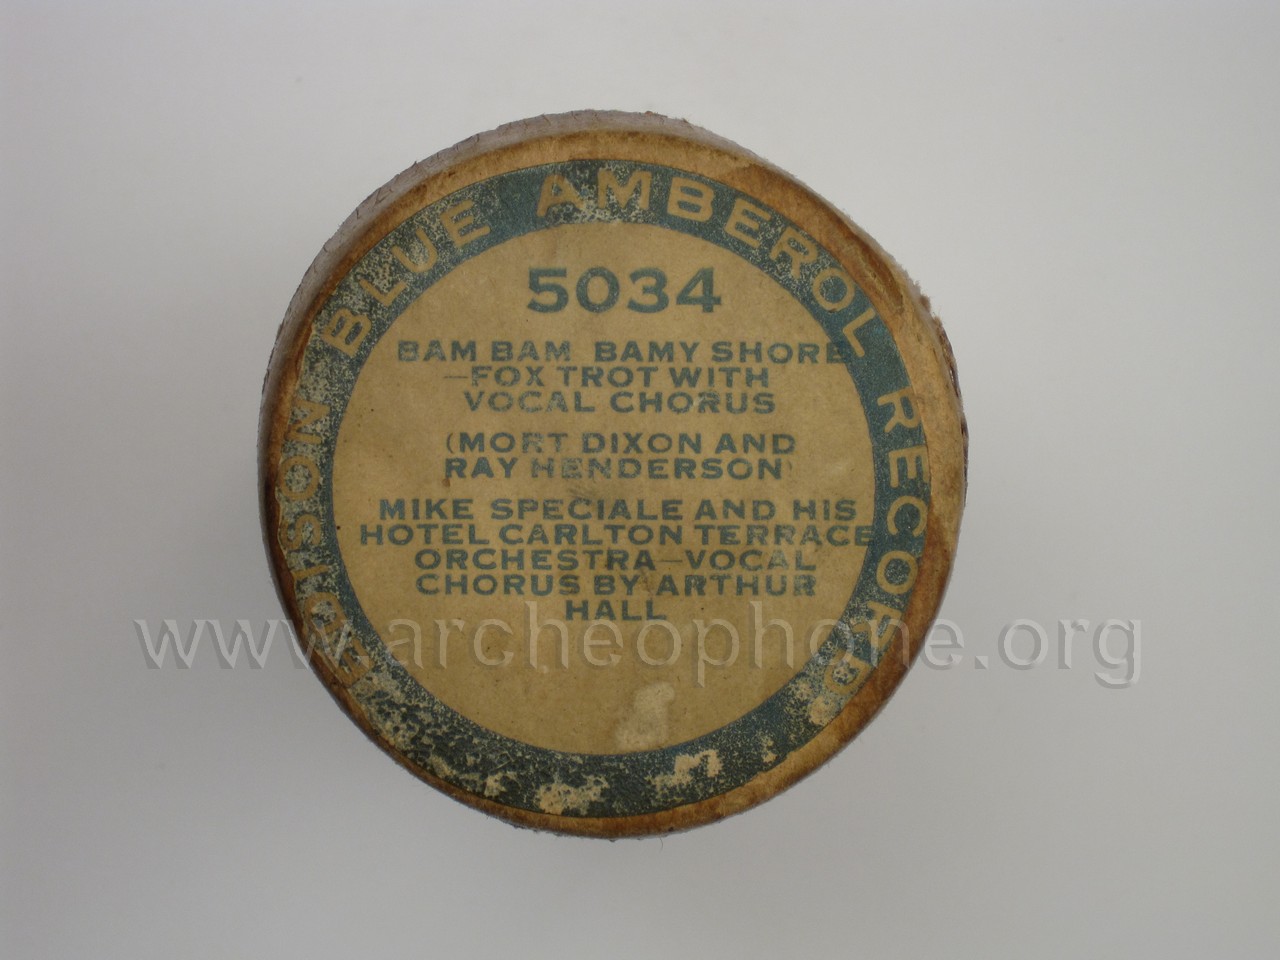 EDISON BLUE AMBEROL RECORD
5034
BAM BAM BAMY SHORE
—FOX TROT WITH
VOCAL CHORUS
(MORT DIXON AND
RAY HENDERSON)
MIKE SPECIALE AND HIS
HOTEL CARLTON TERRACE
ORCHESTRA—VOCAL
CHORUS BY ARTHUR
HALL
www.archeophone.org